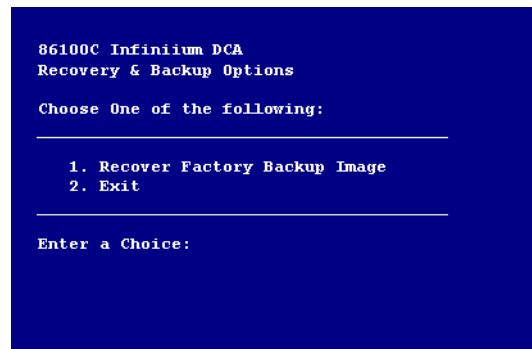 86100C Infiniium DCA
Recovery & Backup Options
Choose One of the following:
1. Recover Factory Backup Image
2. Exit
Enter a Choice: